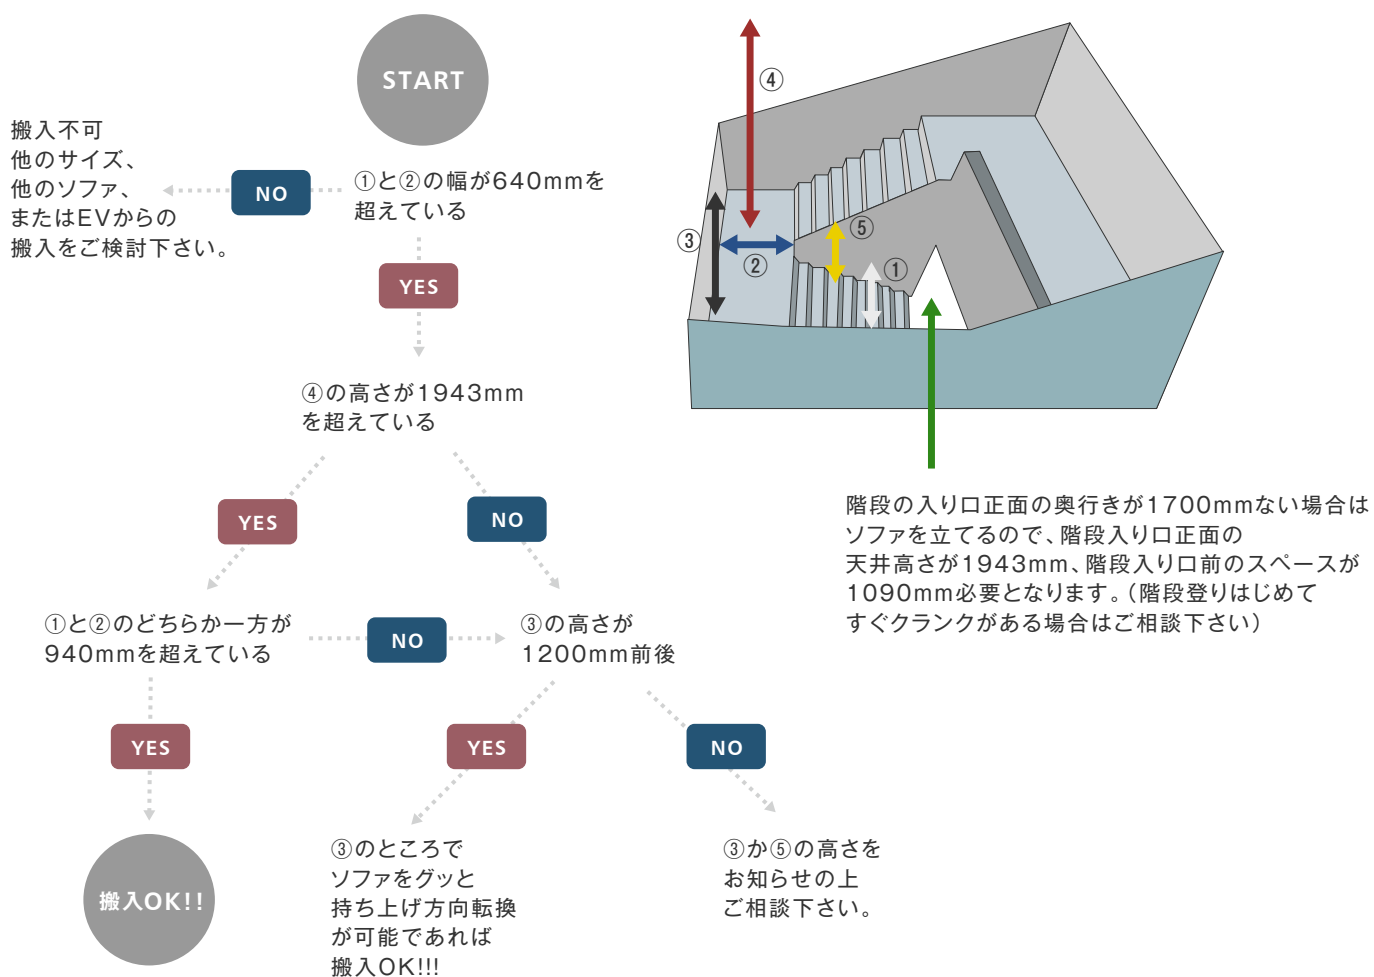 START
搬入不可
他のサイズ、
他のソファ、
またはEVからの
搬入をご検討下さい。
NO
①と②の幅が640mmを
超えている
YES
④の高さが1943mm
を超えている
YES
NO
①と②のどちらか一方が
940mmを超えている
NO
③の高さが
1200mm前後
YES
YES
NO
搬入OK!!
③のところで
ソファをグッと
持ち上げ方向転換
が可能であれば
搬入OK!!!
③か⑤の高さを
お知らせの上
ご相談下さい。
④
③
⑤
②
①
階段の入り口正面の奥行きが1700mmない場合は
ソファを立てるので、階段入り口正面の
天井高さが1943mm、階段入り口前のスペースが
1090mm必要となります。（階段登りはじめて
すぐクランクがある場合はご相談下さい）